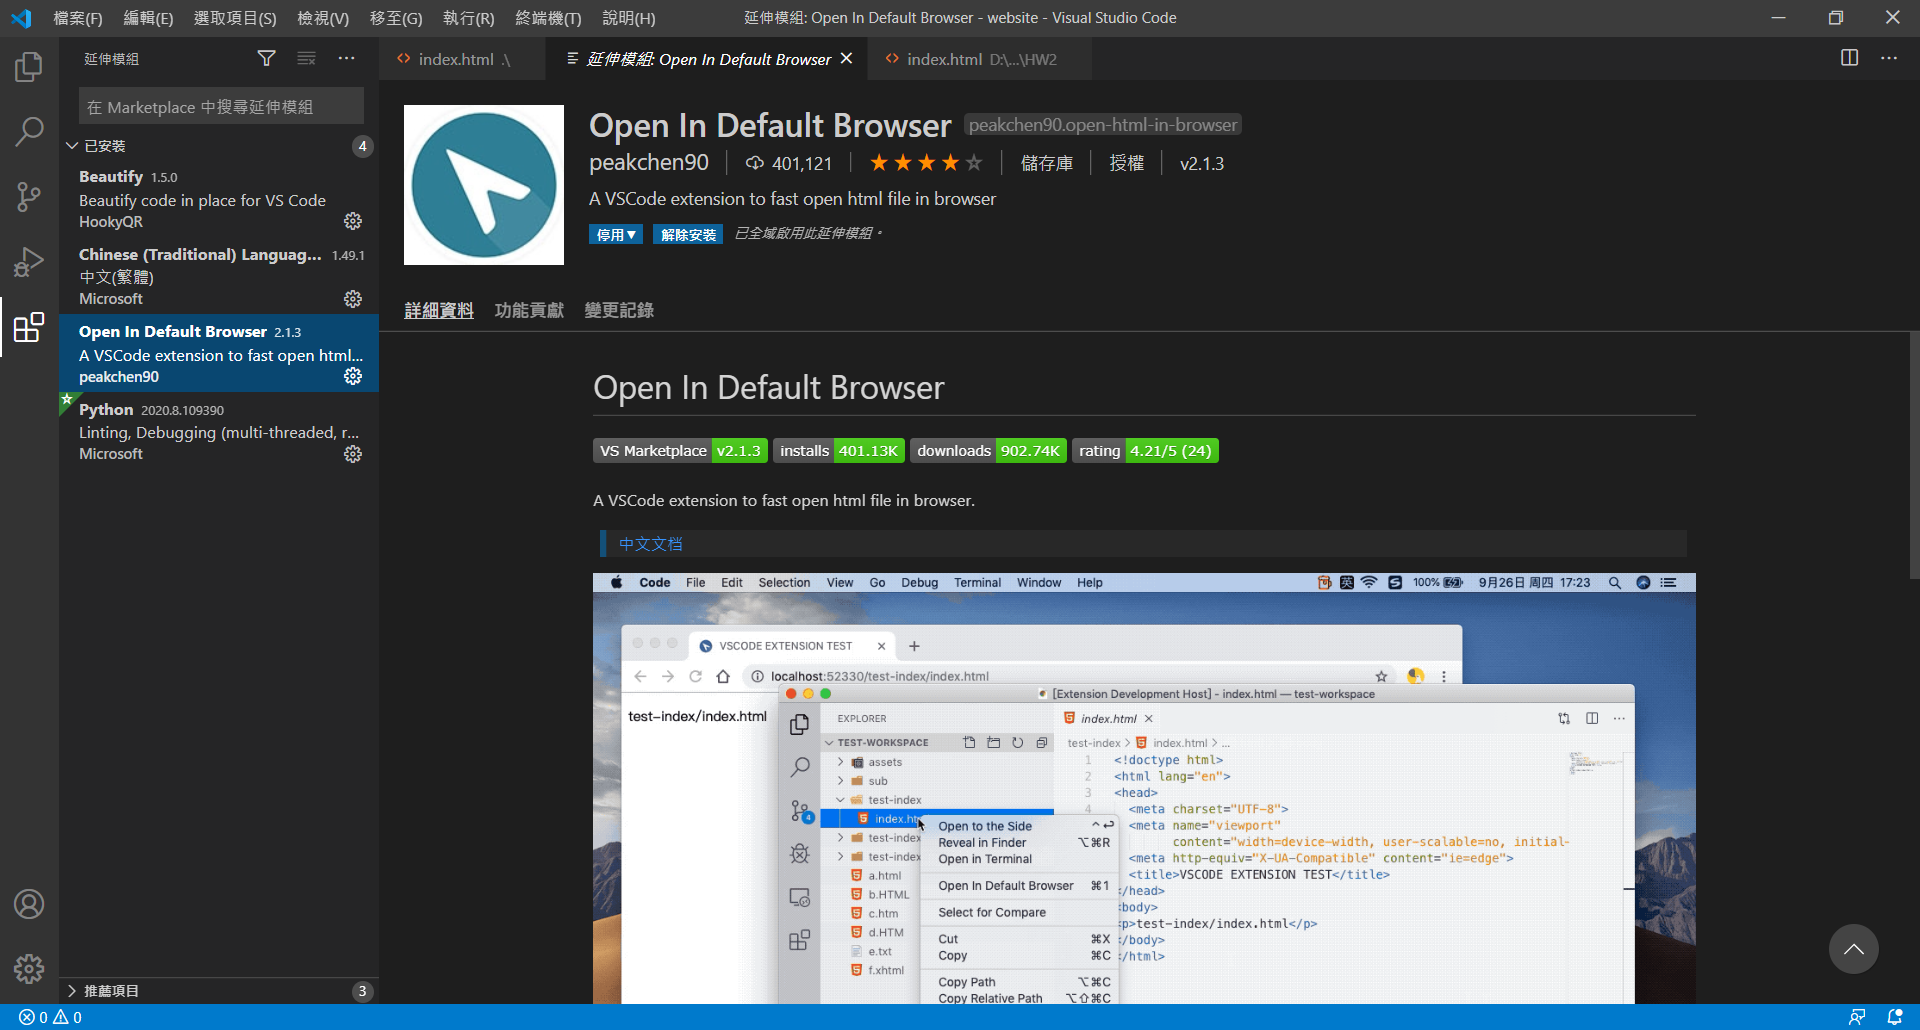 檔案(F) 編輯(E) 選取項目(S) 檢視(V) 移至(G) 執行(R) 終端機(T) 說明(H) 延伸模組: Open In Default Browser - website - Visual Studio Code
延伸模組
在 Marketplace 中搜尋延伸模組
已安裝 4
Beautify 1.5.0
Beautify code in place for VS Code
HookyQR
Chinese (Traditional) Languag... 1.49.1
中文(繁體)
Microsoft
Open In Default Browser 2.1.3
A VSCode extension to fast open html...
peakchen90
Python 2020.8.109390
Linting, Debugging (multi-threaded, r...
Microsoft
推薦項目 3
index.html .\
延伸模組: Open In Default Browser
index.html D:\...\HW2
Open In Default Browser peakchen90.open-html-in-browser
peakchen90 401,121 儲存庫 授權 v2.1.3
A VSCode extension to fast open html file in browser
停用▼ 解除安裝 已全域啟用此延伸模組。
詳細資料 功能貢獻 變更記錄
Open In Default Browser
VS Marketplace v2.1.3 installs 401.13K downloads 902.74K rating 4.21/5 (24)
A VSCode extension to fast open html file in browser.
中文文档
Code File Edit Selection View Go Debug Terminal Window Help 英 100% 9月26日 周四 17:23
VSCODE EXTENSION TEST
localhost:52330/test-index/index.html
test-index/index.html
[Extension Development Host] - index.html — test-workspace
EXPLORER
TEST-WORKSPACE
assets
sub
test-index
index.ht
test-index
test-index
a.html
b.HTML
c.htm
d.HTM
e.txt
f.xhtml
4
Open to the Side ⌃↩
Reveal in Finder ⌥⌘R
Open in Terminal
Open In Default Browser ⌘1
Select for Compare
Cut ⌘X
Copy ⌘C
Copy Path ⌥⌘C
Copy Relative Path ⌥⇧⌘C
index.html
test-index > index.html > ...
1 <!doctype html>
2 <html lang="en">
3 <head>
4 <meta charset="UTF-8">
<meta name="viewport"
content="width=device-width, user-scalable=no, initial-
<meta http-equiv="X-UA-Compatible" content="ie=edge">
<title>VSCODE EXTENSION TEST</title>
</head>
<body>
<p>test-index/index.html</p>
</body>
</html>
0 0